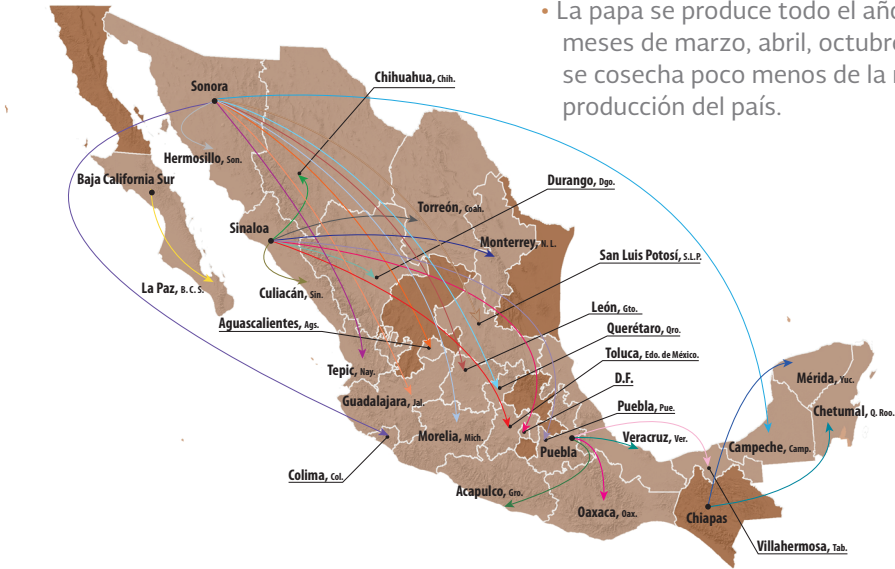 • La papa se produce todo el año
meses de marzo, abril, octubre
se cosecha poco menos de la
producción del país.
Sonora
Chihuahua, Chih.
Hermosillo, Son.
Baja California Sur
Durango, Dgo.
Torreón, Coah.
Sinaloa
Monterrey, N. L.
San Luis Potosí, S.L.P.
La Paz, B. C. S.
Culiacán, Sin.
León, Gto.
Aguascalientes, Ags.
Querétaro, Qro.
Toluca, Edo. de México.
Tepic, Nay.
D.F.
Mérida, Yuc.
Guadalajara, Jal.
Puebla, Pue.
Chetumal, Q. Roo.
Morelia, Mich.
Veracruz, Ver.
Campeche, Camp.
Puebla
Colima, Col.
Acapulco, Gro.
Oaxaca, Oax.
Chiapas
Villahermosa, Tab.